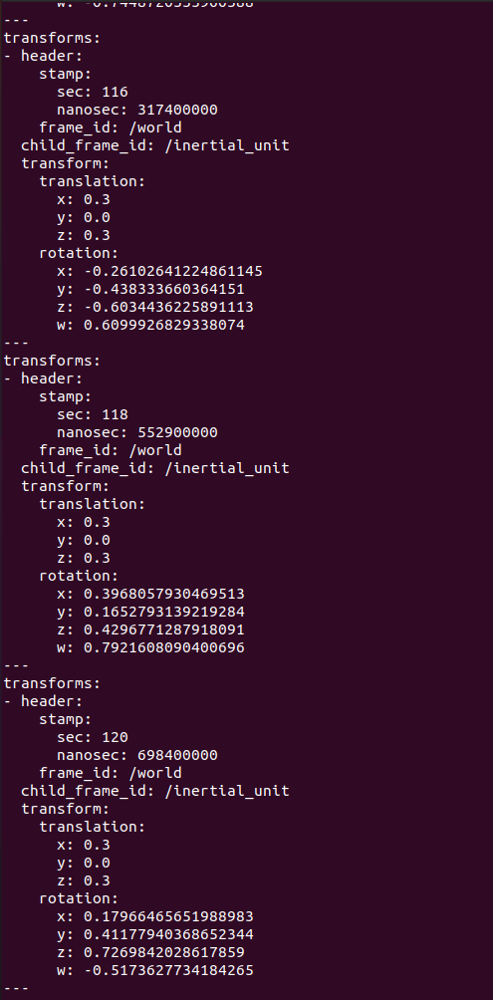 w: -0.7448720533900588
---
transforms:
- header:
    stamp:
      sec: 116
      nanosec: 317400000
    frame_id: /world
  child_frame_id: /inertial_unit
  transform:
    translation:
      x: 0.3
      y: 0.0
      z: 0.3
    rotation:
      x: -0.26102641224861145
      y: -0.438333660364151
      z: -0.6034436225891113
      w: 0.6099926829338074
---
transforms:
- header:
    stamp:
      sec: 118
      nanosec: 552900000
    frame_id: /world
  child_frame_id: /inertial_unit
  transform:
    translation:
      x: 0.3
      y: 0.0
      z: 0.3
    rotation:
      x: 0.3968057930469513
      y: 0.1652793139219284
      z: 0.4296771287918091
      w: 0.7921608090400696
---
transforms:
- header:
    stamp:
      sec: 120
      nanosec: 698400000
    frame_id: /world
  child_frame_id: /inertial_unit
  transform:
    translation:
      x: 0.3
      y: 0.0
      z: 0.3
    rotation:
      x: 0.17966465651988983
      y: 0.41177940368652344
      z: 0.7269842028617859
      w: -0.5173627734184265
---